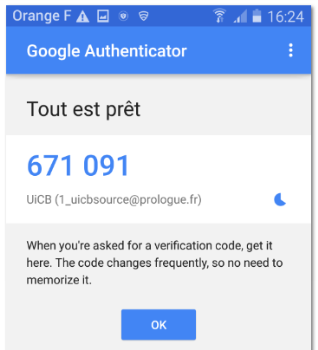 Orange F 16:24
Google Authenticator
Tout est prêt
671 091
UiCB (1_uicbsource@prologue.fr)
When you're asked for a verification code, get it
here. The code changes frequently, so no need to
memorize it.
OK